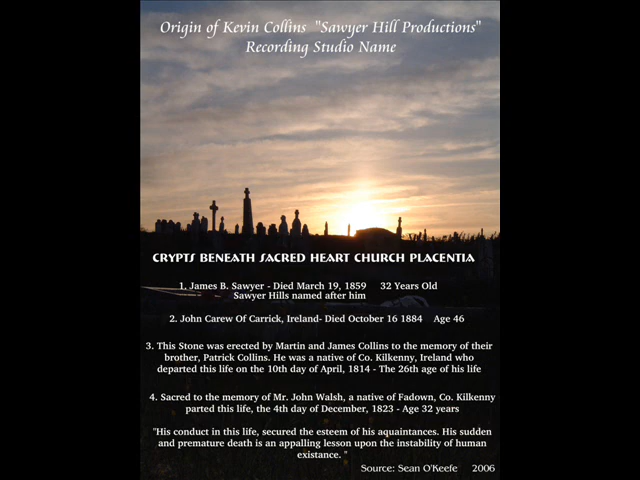 Origin of Kevin Collins "Sawyer Hill Productions"
Recording Studio Name
CRYPTS BENEATH SACRED HEART CHURCH PLACENTIA
1. James B. Sawyer - Died March 19, 1859 32 Years Old
Sawyer Hills named after him
2. John Carew Of Carrick, Ireland- Died October 16 1884 Age 46
3. This Stone was erected by Martin and James Collins to the memory of their
brother, Patrick Collins. He was a native of Co. Kilkenny, Ireland who
departed this life on the 10th day of April, 1814 - The 26th age of his life
4. Sacred to the memory of Mr. John Walsh, a native of Fadown, Co. Kilkenny
parted this life, the 4th day of December, 1823 - Age 32 years
"His conduct in this life, secured the esteem of his aquaintances. His sudden
and premature death is an appalling lesson upon the instability of human
existance. "
Source: Sean O'Keefe 2006